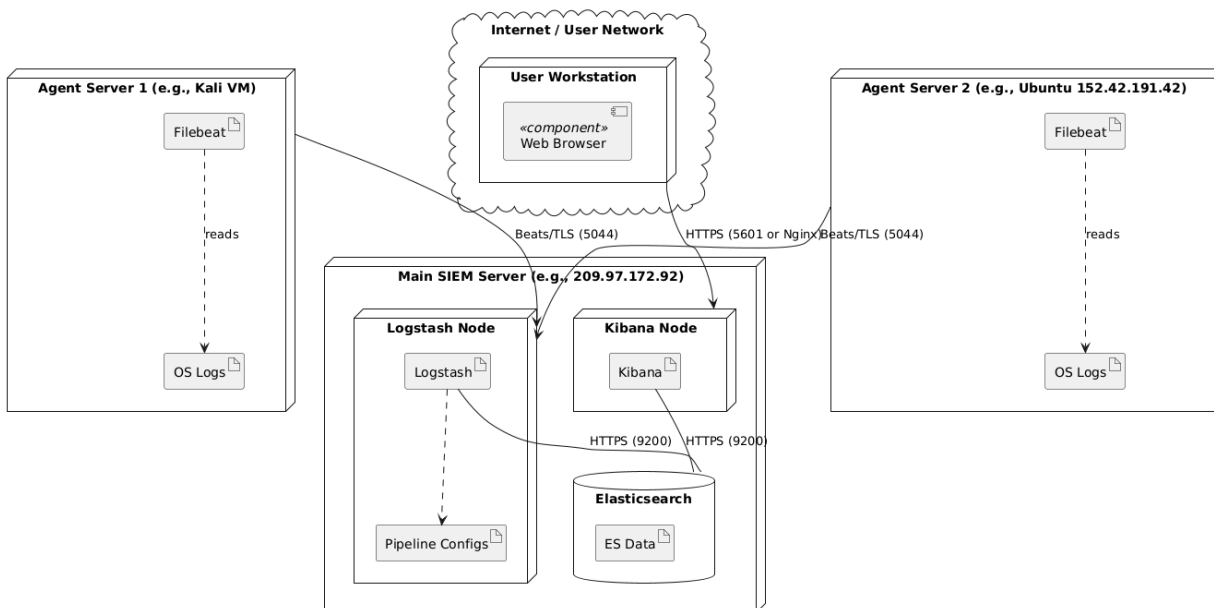 Internet / User Network
User Workstation
«component»
Web Browser
Agent Server 1 (e.g., Kali VM)
Filebeat
reads
OS Logs
Agent Server 2 (e.g., Ubuntu 152.42.191.42)
Filebeat
reads
OS Logs
Beats/TLS (5044)
HTTPS (5601 or Nginx)
Beats/TLS (5044)
Main SIEM Server (e.g., 209.97.172.92)
Logstash Node
Logstash
Pipeline Configs
Kibana Node
Kibana
HTTPS (9200)
HTTPS (9200)
Elasticsearch
ES Data